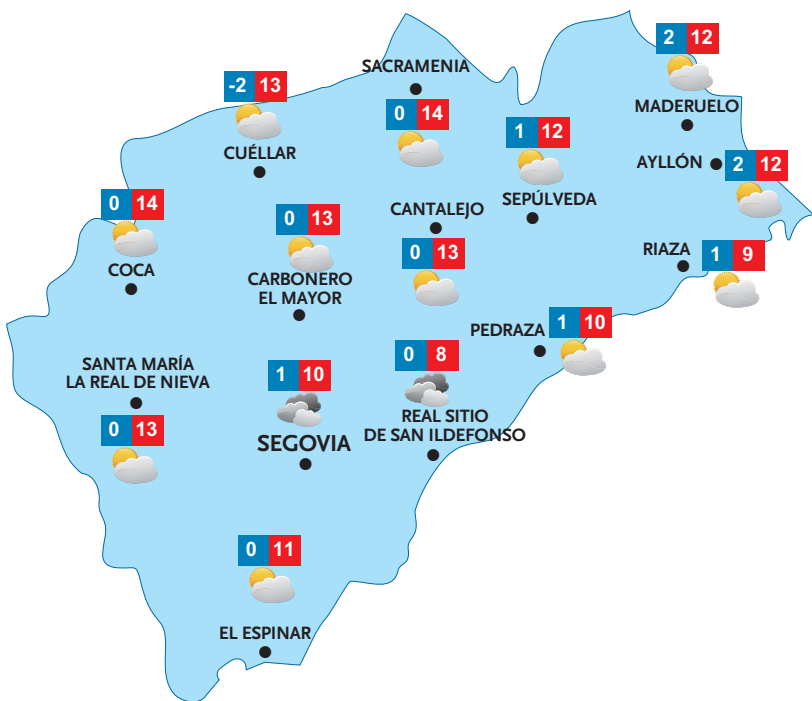 2 12
MADERUELO
SACRAMENIA
0 14
-2 13
CUÉLLAR
1 12
SEPÚLVEDA
AYLLÓN
2 12
0 14
COCA
0 13
CARBONERO
EL MAYOR
CANTALEJO
0 13
RIAZA
1 9
PEDRAZA
1 10
SANTA MARÍA
LA REAL DE NIEVA
0 13
1 10
SEGOVIA
0 8
REAL SITIO
DE SAN ILDEFONSO
0 11
EL ESPINAR